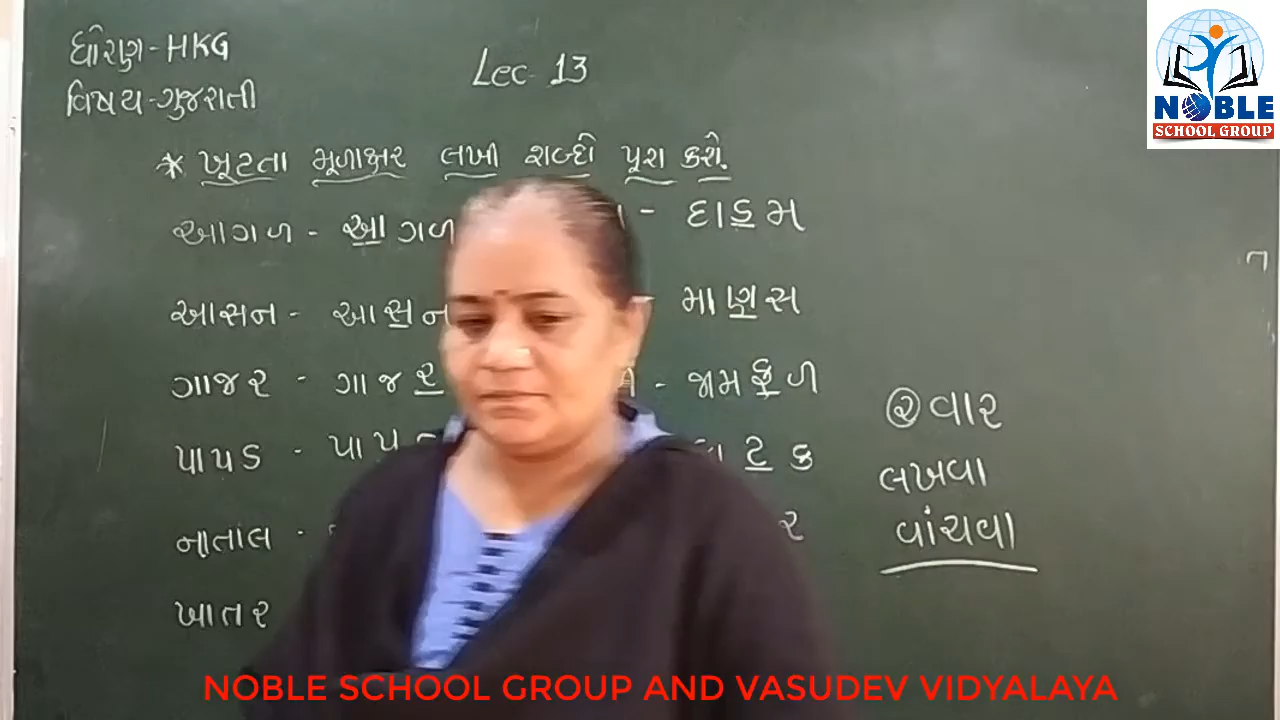 ધોરણ - HKG
વિષય - ગુજરાતી
Lec - 13
NOBLE
SCHOOL GROUP
* ખૂટતા મૂળાક્ષર લખી શબ્દો પૂરા કરો.
આગળ - આગળ - દાડમ
આસન - આસન માણસ
ગાજર - ગાજર - જામફળ
પાપડ - પાપ ટક
નાતાલ - ર
ખાતર
૨ વાર
લખવા
વાંચવા
NOBLE SCHOOL GROUP AND VASUDEV VIDYALAYA